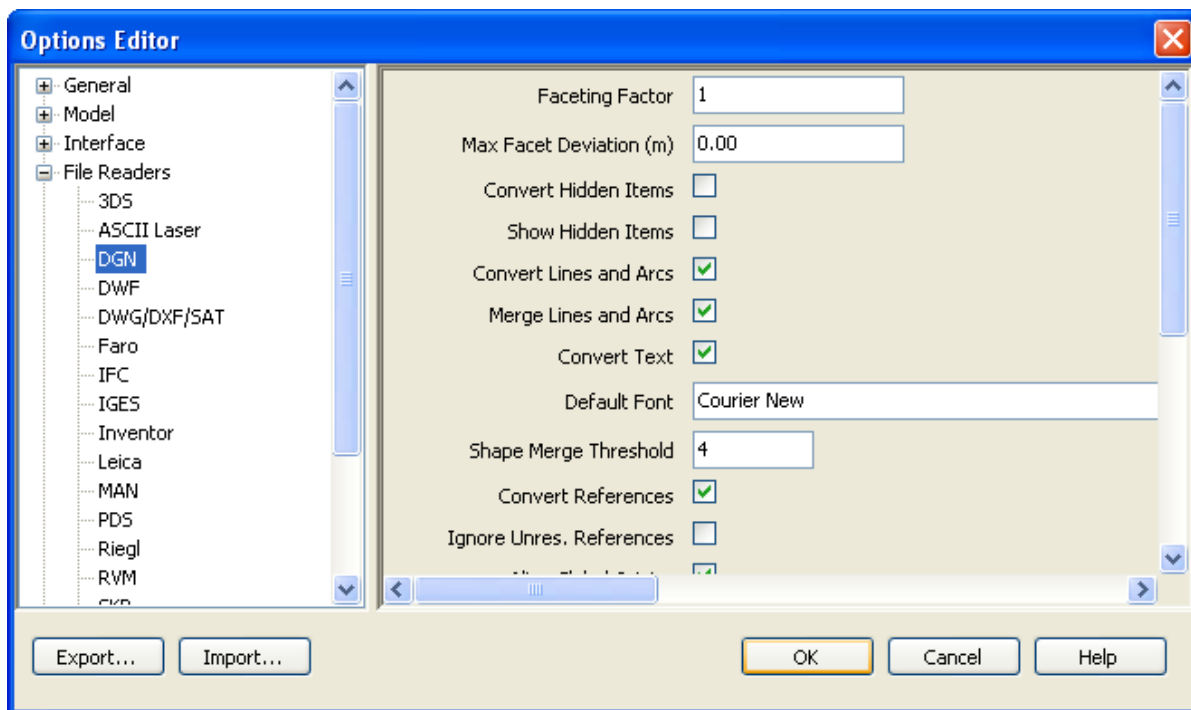 Options Editor
General
Model
Interface
File Readers
3DS
ASCII Laser
DGN
DWF
DWG/DXF/SAT
Faro
IFC
IGES
Inventor
Leica
MAN
PDS
Riegl
RVM
Faceting Factor 1
Max Facet Deviation (m) 0.00
Convert Hidden Items
Show Hidden Items
Convert Lines and Arcs
Merge Lines and Arcs
Convert Text
Default Font Courier New
Shape Merge Threshold 4
Convert References
Ignore Unres. References
Export... Import... OK Cancel Help